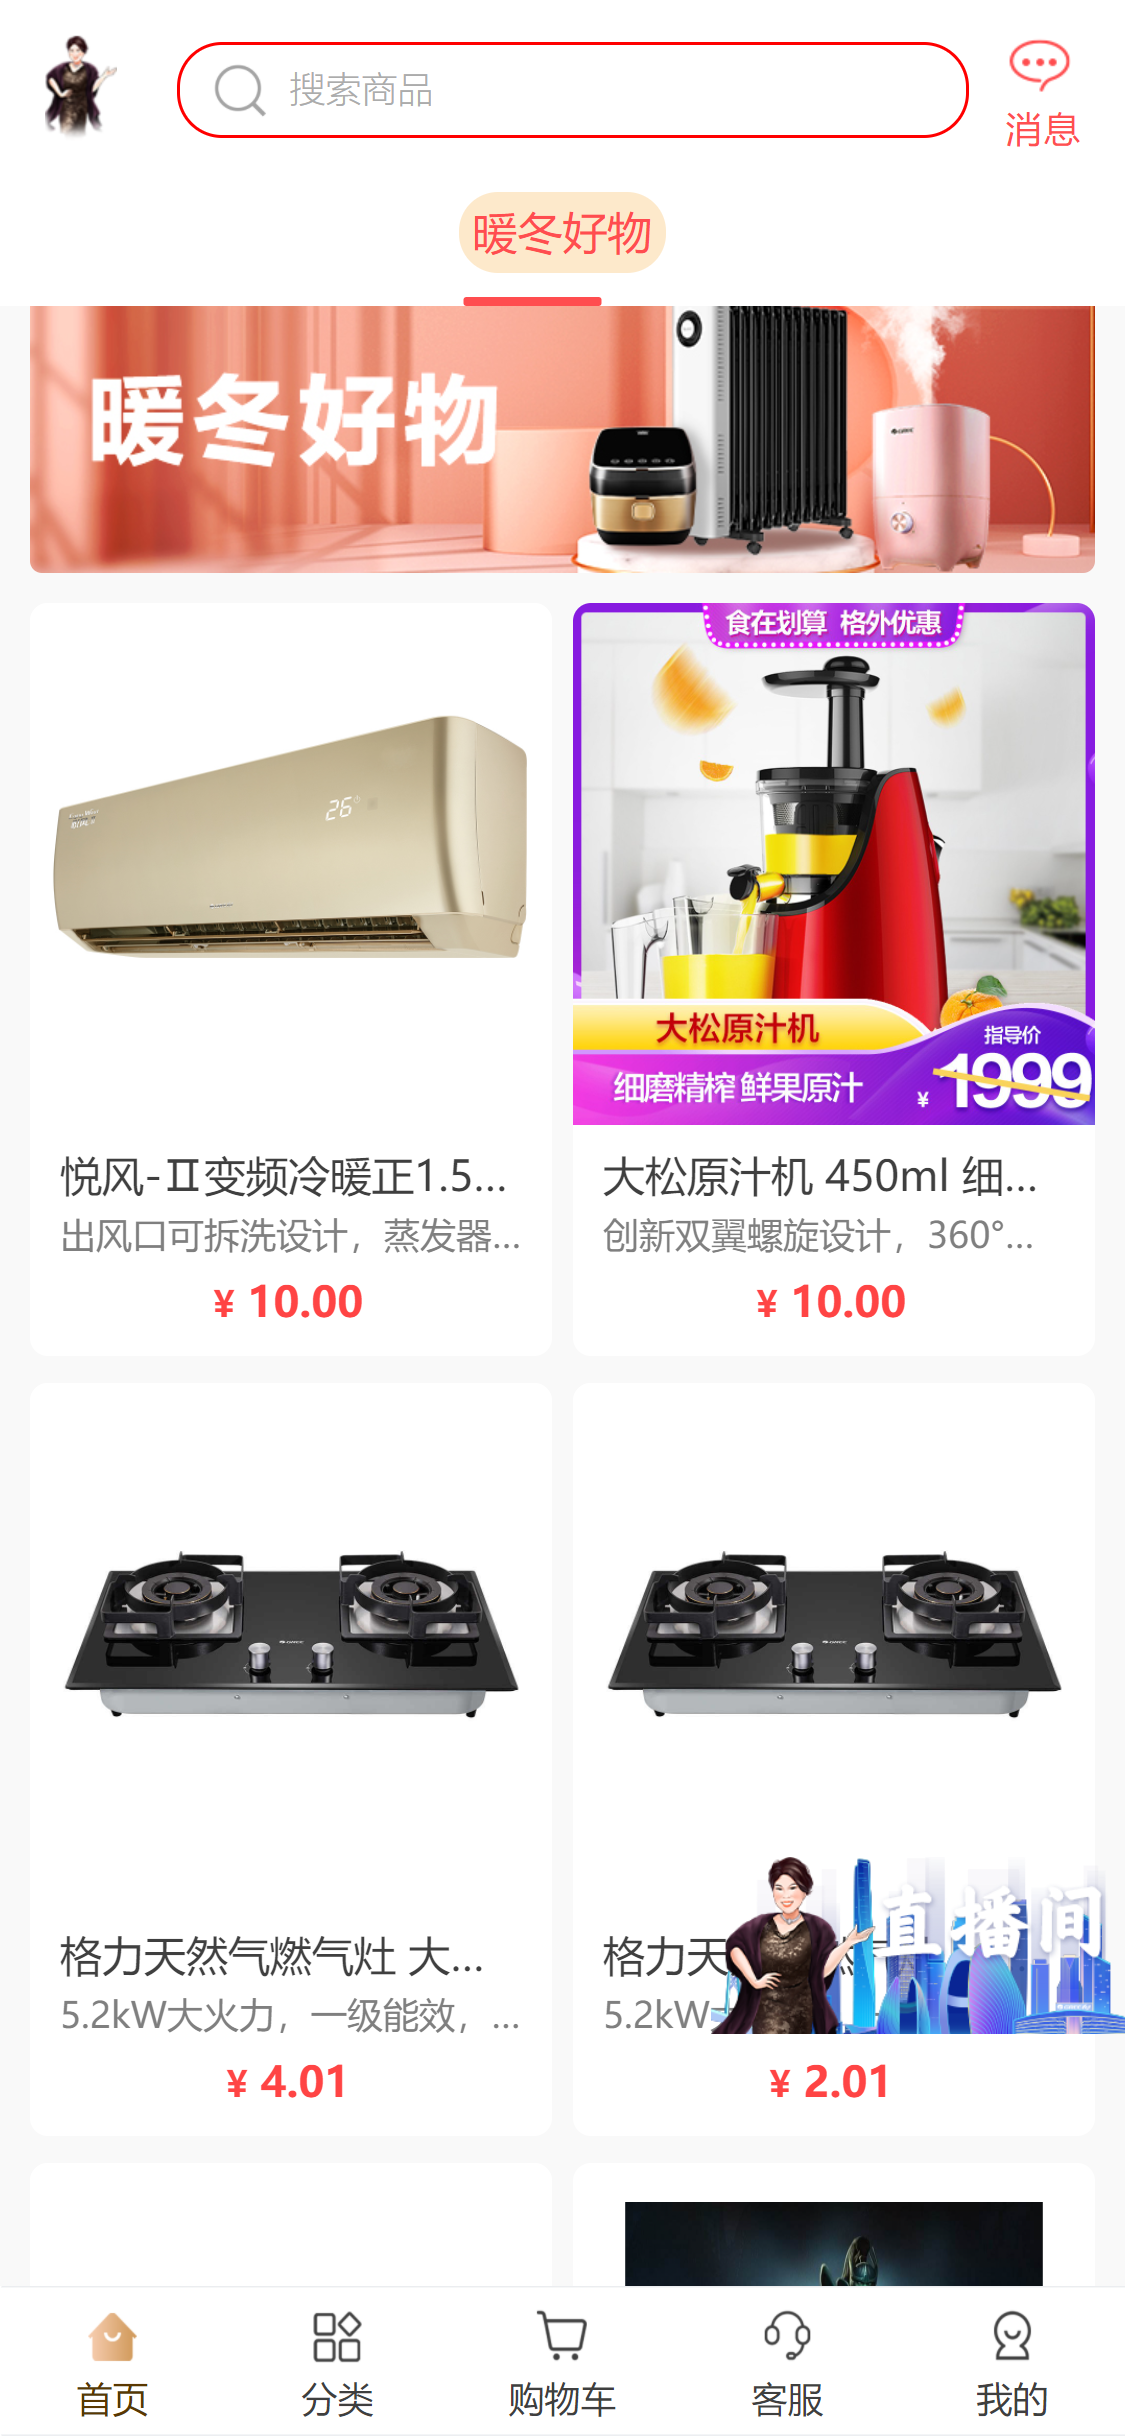 搜索商品
消息
暖冬好物
暖冬好物
GREE
26
食在划算 格外优惠
大松原汁机
细磨精榨 鲜果原汁
指导价
¥ 1999
悦风-Ⅱ变频冷暖正1.5...
出风口可拆洗设计，蒸发器...
¥ 10.00
大松原汁机 450ml 细...
创新双翼螺旋设计，360°...
¥ 10.00
GREE
GREE
格力天然气燃气灶 大...
5.2kW大火力，一级能效，...
¥ 4.01
直播间
格力天
5.2kW
¥ 2.01
首页
分类
购物车
客服
我的